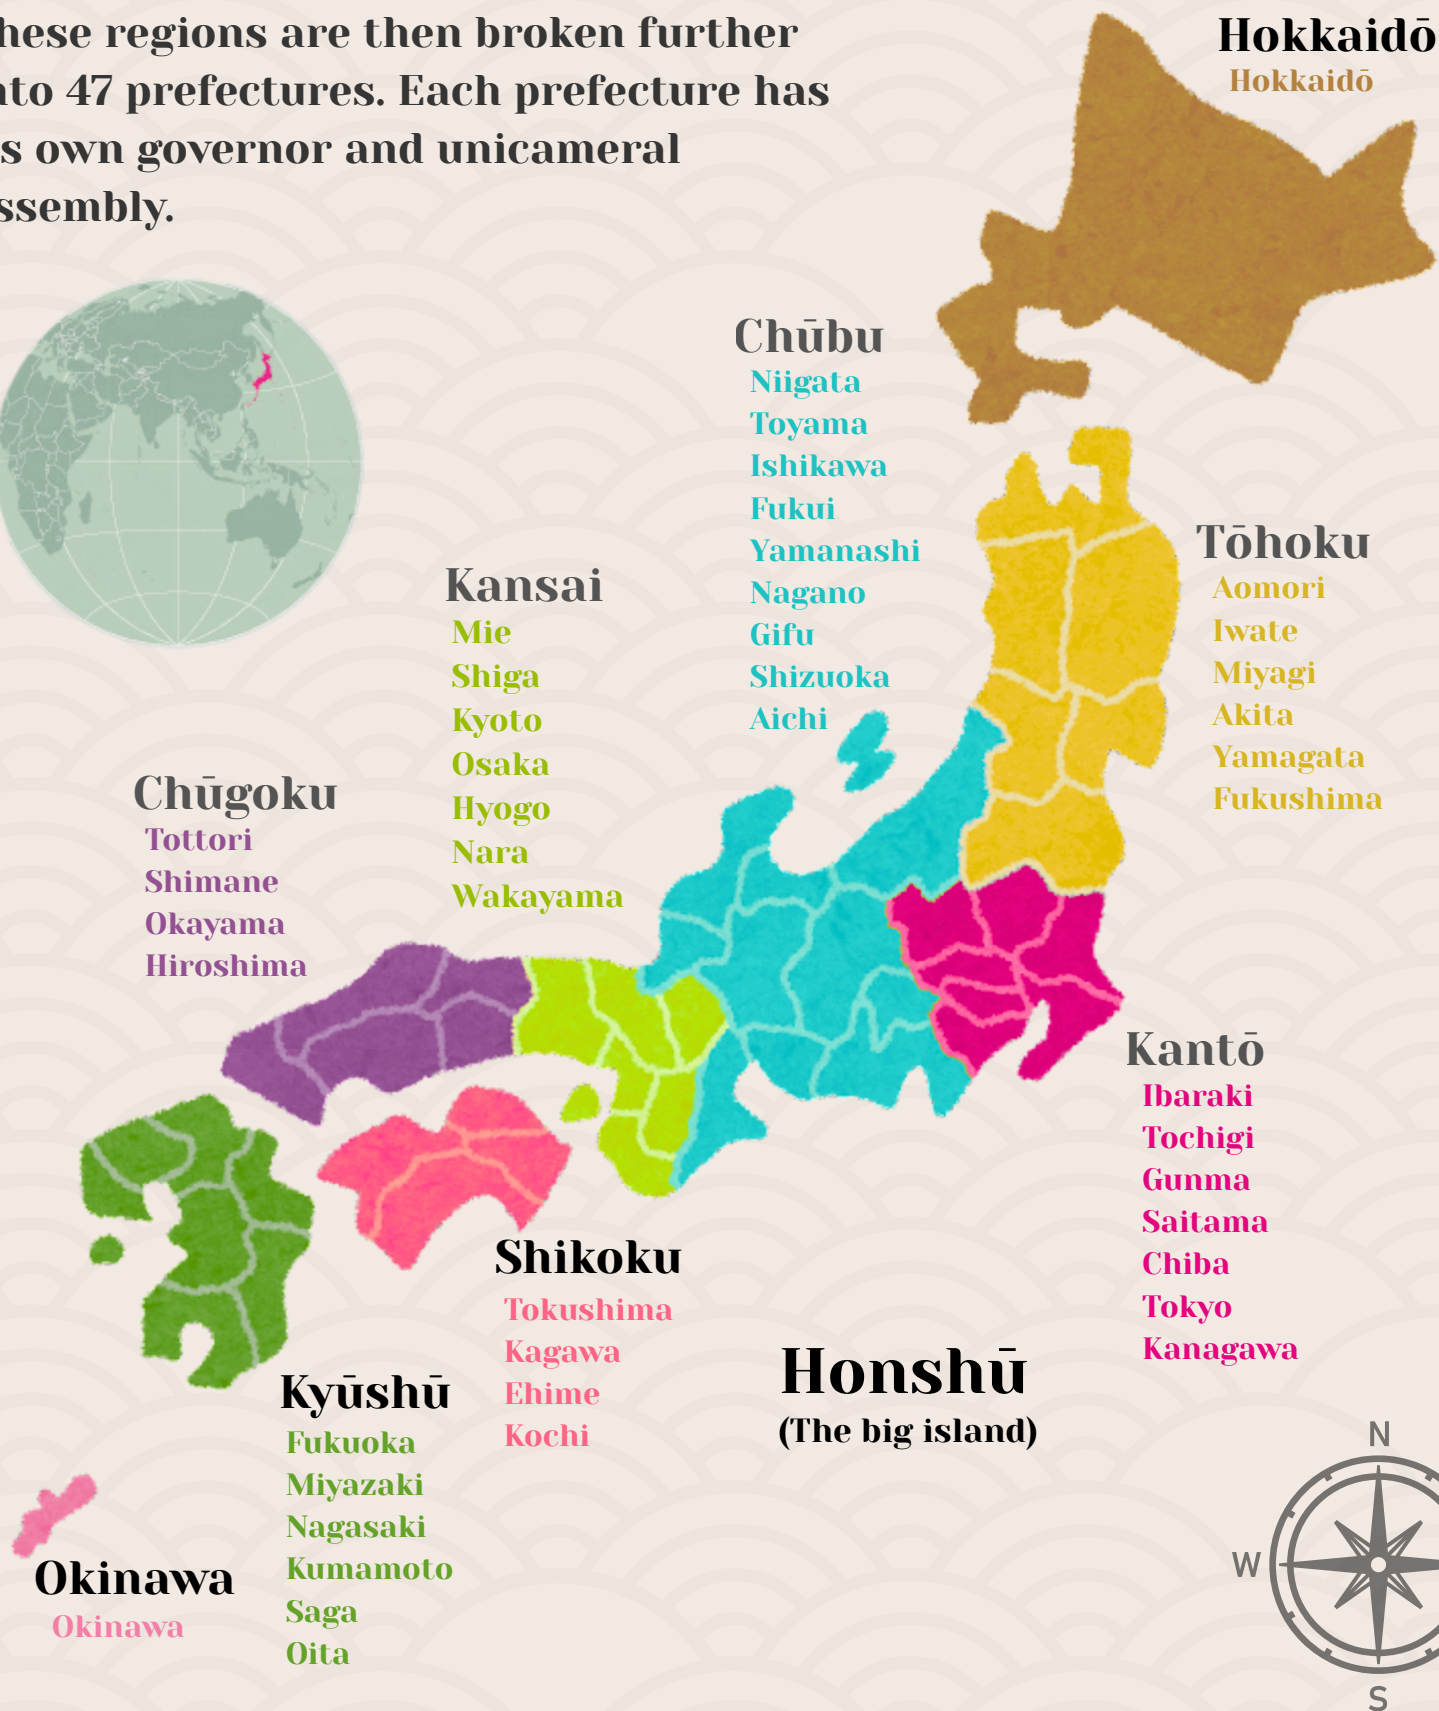 hese regions are then broken further
nto 47 prefectures. Each prefecture has
s own governor and unicameral
ssembly.
Hokkaidō
Hokkaidō
Chūbu
Niigata
Toyama
Ishikawa
Fukui
Yamanashi
Nagano
Gifu
Shizuoka
Aichi
Tōhoku
Aomori
Iwate
Miyagi
Akita
Yamagata
Fukushima
Kansai
Mie
Shiga
Kyoto
Osaka
Hyogo
Nara
Wakayama
Chūgoku
Tottori
Shimane
Okayama
Hiroshima
Kantō
Ibaraki
Tochigi
Gunma
Saitama
Chiba
Tokyo
Kanagawa
Shikoku
Tokushima
Kagawa
Ehime
Kochi
Honshū
(The big island)
Kyūshū
Fukuoka
Miyazaki
Nagasaki
Kumamoto
Saga
Oita
Okinawa
Okinawa
N
W
S